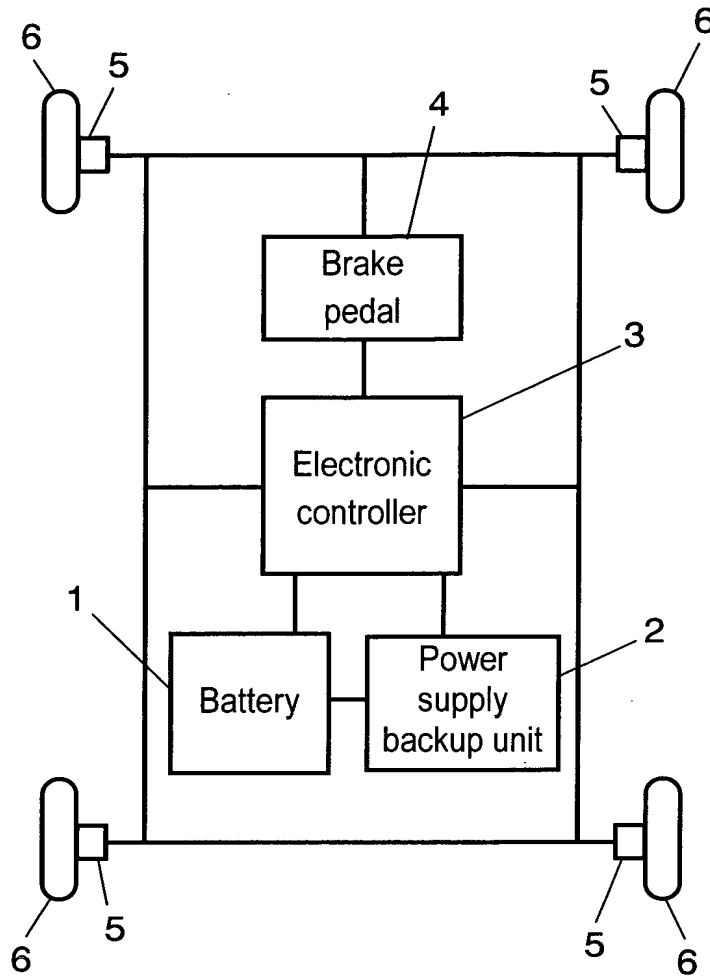 6
6
5
5
4
Brake
pedal
3
Electronic
controller
1
2
Battery
Power
supply
backup unit
5
5
6
6